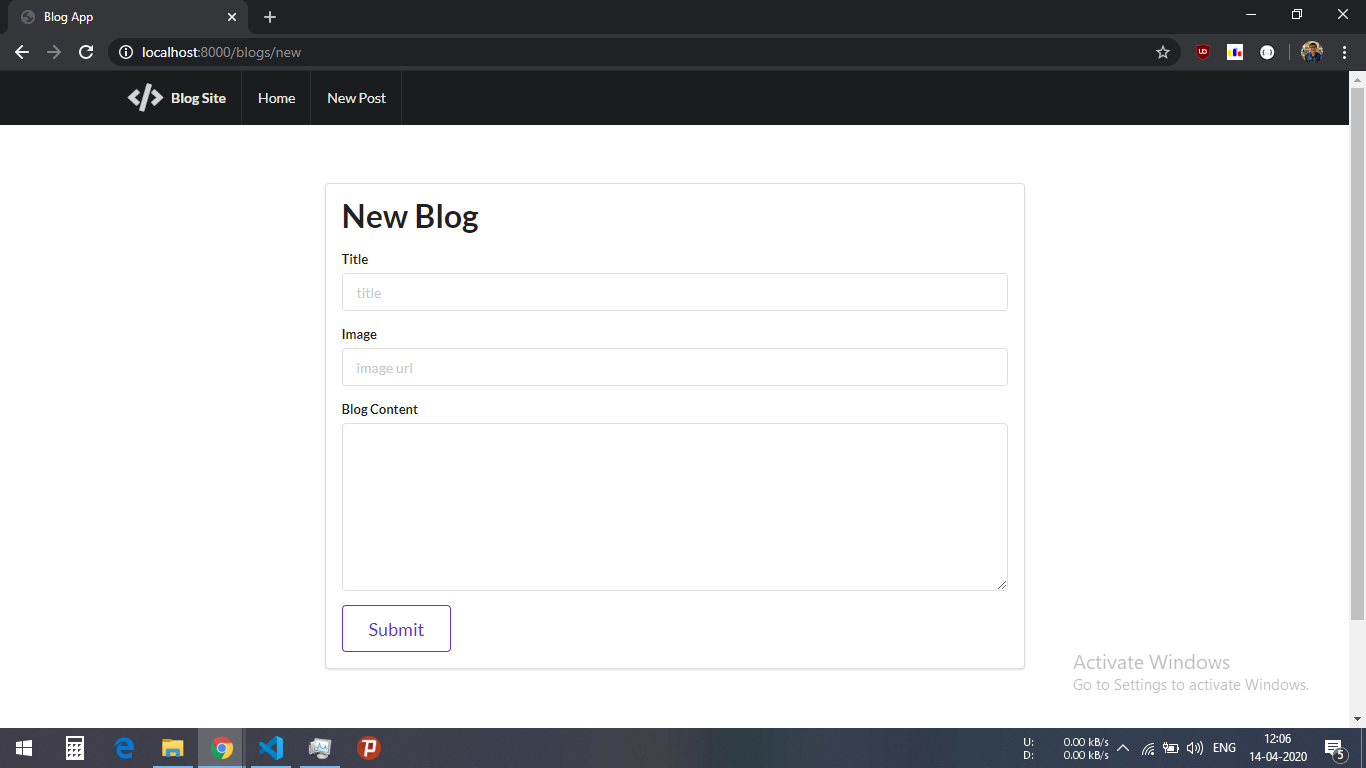 Blog App
localhost:8000/blogs/new
Blog Site
Home
New Post
New Blog
Title
title
Image
image url
Blog Content
Submit
Activate Windows
Go to Settings to activate Windows.
U: 0.00 kB/s
D: 0.00 kB/s
ENG
12:06
14-04-2020
5